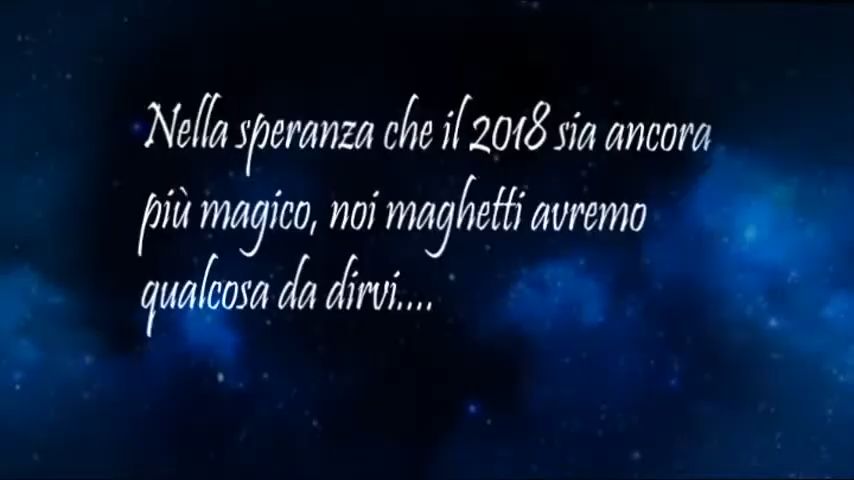 Nella speranza che il 2018 sia ancora
più magico, noi maghetti avremo
qualcosa da dirvi....